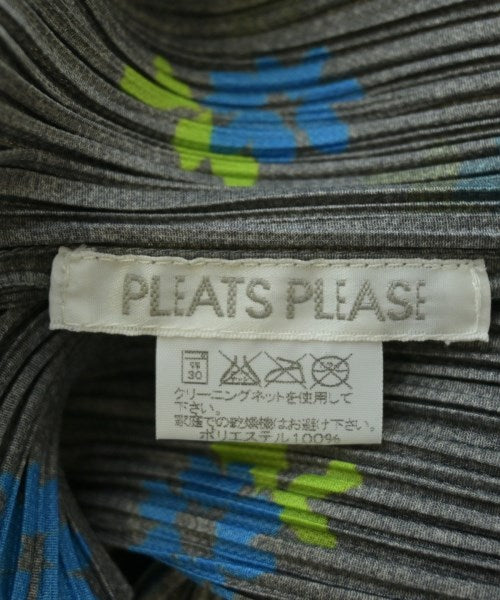 PLEATS PLEASE
弱
30
クリーニングネットを使用して
下さい。
家庭での乾燥機はお避け下さい。
ポリエステル100%